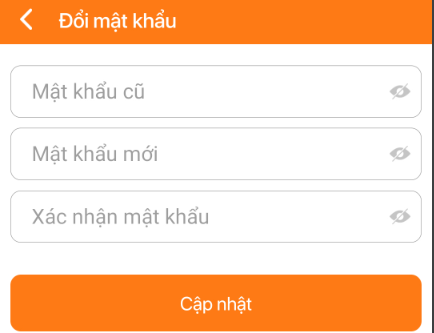 Đổi mật khẩu
Mật khẩu cũ
Mật khẩu mới
Xác nhận mật khẩu
Cập nhật